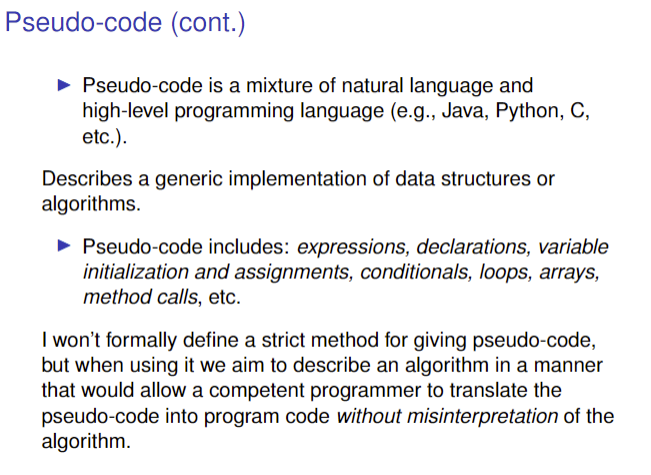 Pseudo-code (cont.)
▶ Pseudo-code is a mixture of natural language and
high-level programming language (e.g., Java, Python, C,
etc.).
Describes a generic implementation of data structures or
algorithms.
▶ Pseudo-code includes: expressions, declarations, variable
initialization and assignments, conditionals, loops, arrays,
method calls, etc.
I won’t formally define a strict method for giving pseudo-code,
but when using it we aim to describe an algorithm in a manner
that would allow a competent programmer to translate the
pseudo-code into program code without misinterpretation of the
algorithm.